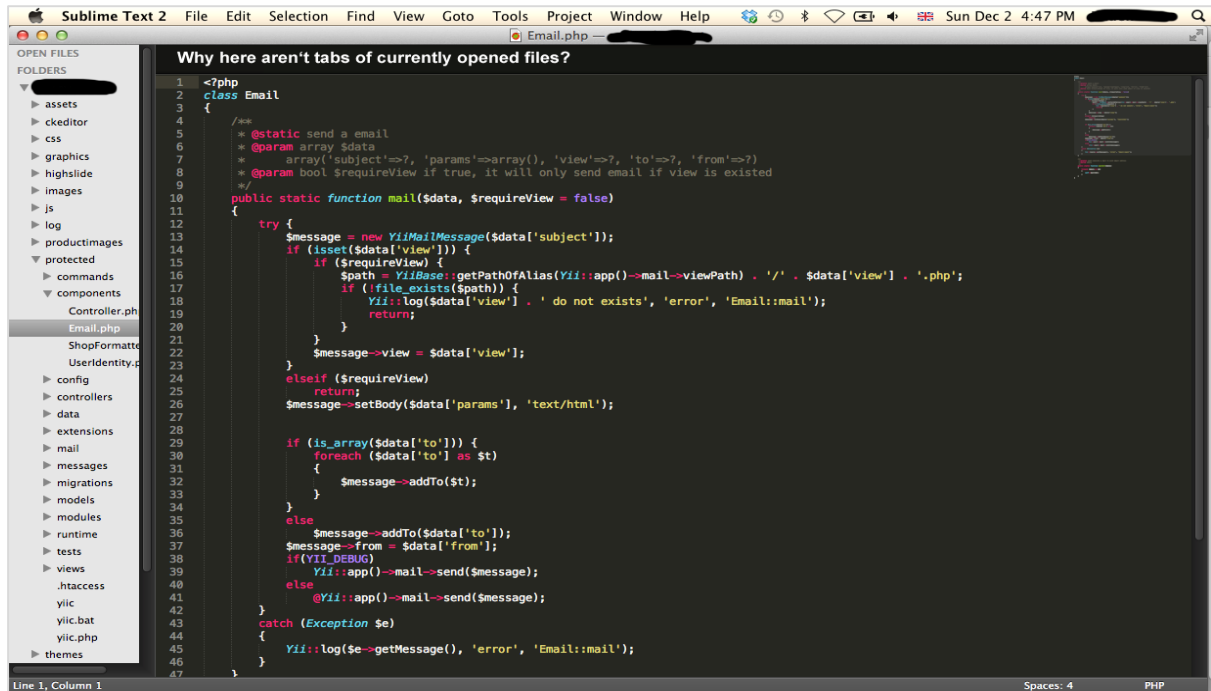 Sublime Text 2 File Edit Selection Find View Goto Tools Project Window Help Sun Dec 2 4:47 PM
Email.php —
OPEN FILES
FOLDERS
assets
ckeditor
css
graphics
highslide
images
js
log
productimages
protected
commands
components
Controller.ph
Email.php
ShopFormatte
UserIdentity.p
config
controllers
data
extensions
mail
messages
migrations
models
modules
runtime
tests
views
.htaccess
yiic
yiic.bat
yiic.php
themes
Why here aren't tabs of currently opened files?
1 <?php
2 class Email
3 {
4 /**
5 * @static send a email
6 * @param array $data
7 * array('subject'=>?, 'params'=>array(), 'view'=>?, 'to'=>?, 'from'=>?)
8 * @param bool $requireView if true, it will only send email if view is existed
9 */
10 public static function mail($data, $requireView = false)
11 {
12 try {
13 $message = new YiiMailMessage($data['subject']);
14 if (isset($data['view'])) {
15 if ($requireView) {
16 $path = YiiBase::getPathOfAlias(Yii::app()->mail->viewPath) . '/' . $data['view'] . '.php';
17 if (!file_exists($path)) {
18 Yii::log($data['view'] . ' do not exists', 'error', 'Email::mail');
19 return;
20 }
21 }
22 $message->view = $data['view'];
23 }
24 elseif ($requireView)
25 return;
26 $message->setBody($data['params'], 'text/html');
27
28
29 if (is_array($data['to'])) {
30 foreach ($data['to'] as $t)
31 {
32 $message->addTo($t);
33 }
34 }
35 else
36 $message->addTo($data['to']);
37 $message->from = $data['from'];
38 if(YII_DEBUG)
39 Yii::app()->mail->send($message);
40 else
41 @Yii::app()->mail->send($message);
42 }
43 catch (Exception $e)
44 {
45 Yii::log($e->getMessage(), 'error', 'Email::mail');
46 }
47 }
Line 1, Column 1 Spaces: 4 PHP